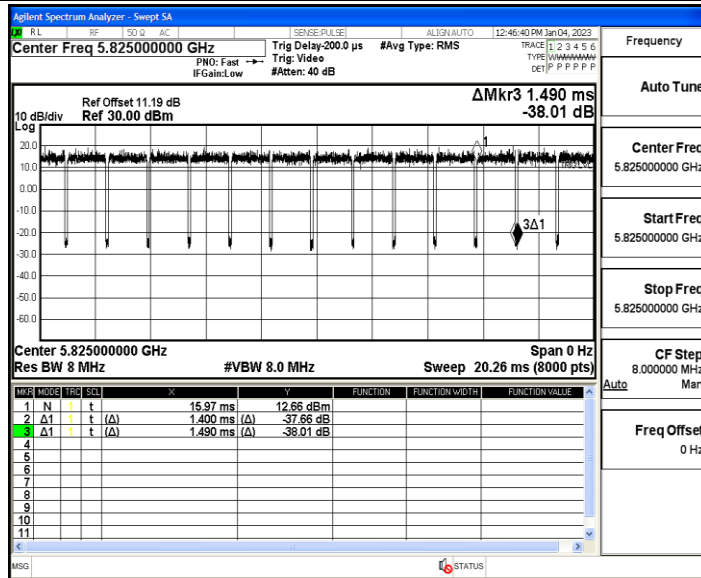 Agilent Spectrum Analyzer - Swept SA
RL RF 50 Ω AC SENSE:PULSE ALIGN AUTO 12:46:40 PM Jan 04, 2023
Center Freq 5.825000000 GHz
PNO: Fast
IFGain:Low
Trig Delay-200.0 µs
Trig: Video
#Atten: 40 dB
#Avg Type: RMS
TRACE 1 2 3 4 5 6
TYPE
DET P P P P P P
Ref Offset 11.19 dB
10 dB/div Ref 30.00 dBm
ΔMkr3 1.490 ms
-38.01 dB
Log
20.0
10.0
0.00
-10.0
-20.0
-30.0
-40.0
-50.0
-60.0
1
3Δ1
Center 5.825000000 GHz Span 0 Hz
Res BW 8 MHz #VBW 8.0 MHz Sweep 20.26 ms (8000 pts)
MKR MODE TRC SCL X Y FUNCTION FUNCTION WIDTH FUNCTION VALUE
1 N 1 t 15.97 ms 12.66 dBm
2 Δ1 1 t (Δ) 1.400 ms (Δ) -37.66 dB
3 Δ1 1 t (Δ) 1.490 ms (Δ) -38.01 dB
4
5
6
7
8
9
10
11
MSG STATUS
Frequency
Auto Tune
Center Freq
5.825000000 GHz
Start Freq
5.825000000 GHz
Stop Freq
5.825000000 GHz
CF Step
8.000000 MHz
Auto Man
Freq Offset
0 Hz